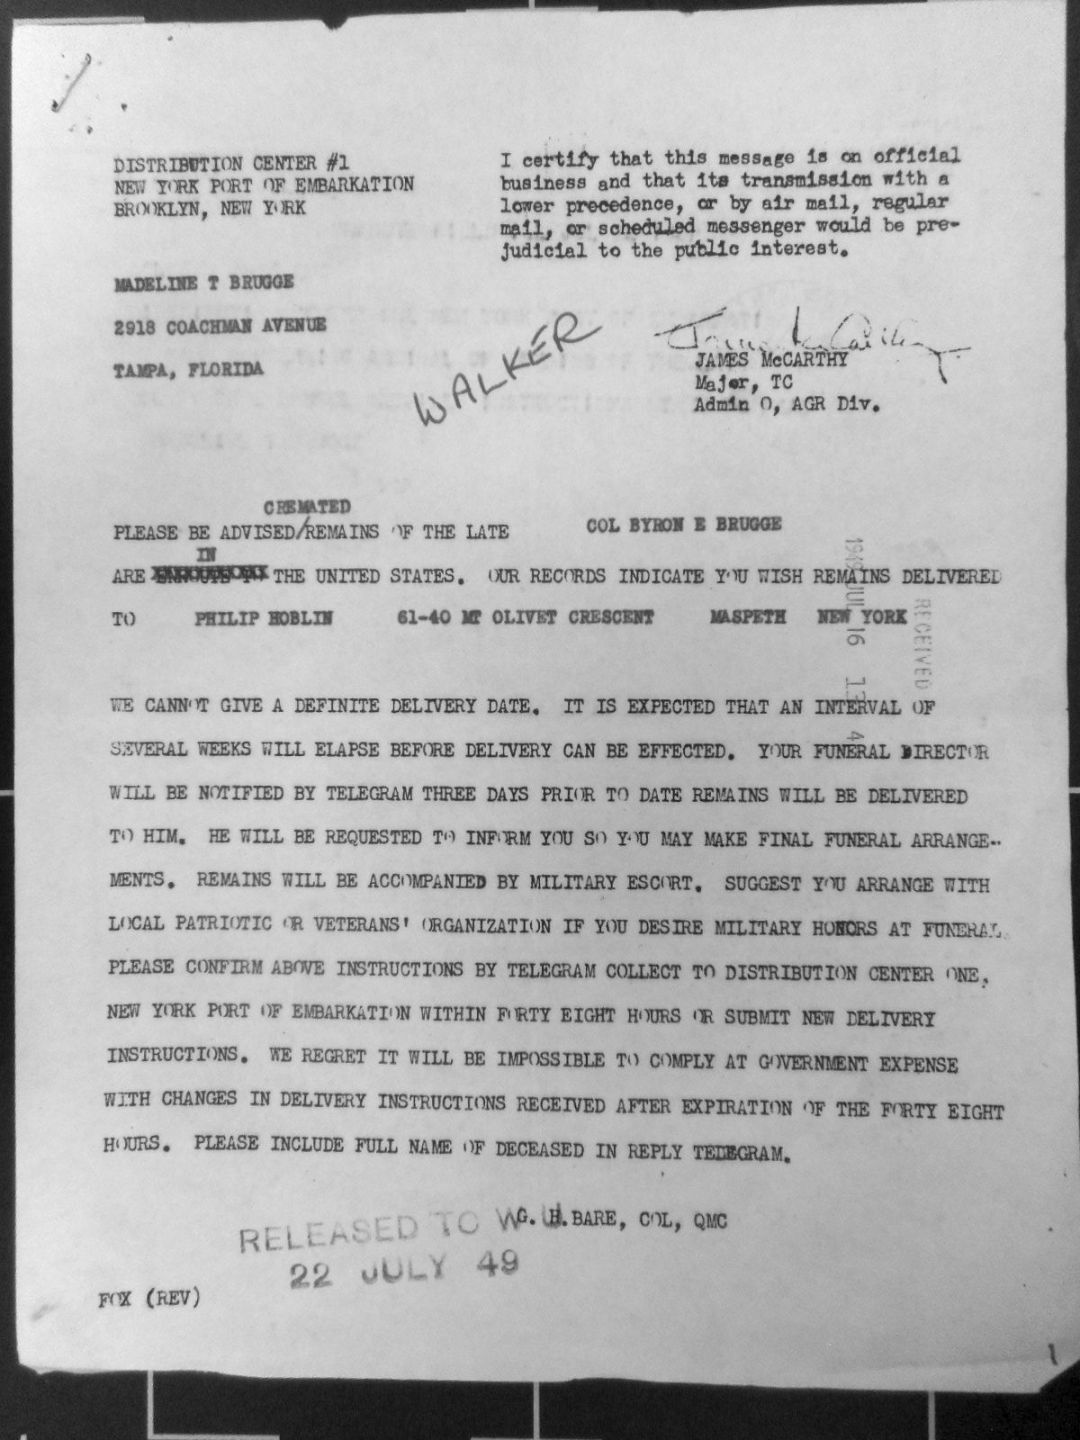 DISTRIBUTION CENTER #1
NEW YORK PORT OF EMBARKATION
BROOKLYN, NEW YORK
I certify that this message is on official
business and that its transmission with a
lower precedence, or by air mail, regular
mail, or scheduled messenger would be pre-
judicial to the public interest.
MADELINE T BRUGGE
2918 COACHMAN AVENUE
TAMPA, FLORIDA
WALKER
James McCarthy
JAMES McCARTHY
Major, TC
Admin O, AGR Div.
CREMATED
PLEASE BE ADVISED/REMAINS OF THE LATE COL BYRON E BRUGGE
IN
ARE ENROUTE TO THE UNITED STATES. OUR RECORDS INDICATE YOU WISH REMAINS DELIVERED
TO PHILIP HOBLIN 61-40 MT OLIVET CRESCENT MASPETH NEW YORK
1949 JUL 16 13 4
RECEIVED
WE CANNOT GIVE A DEFINITE DELIVERY DATE. IT IS EXPECTED THAT AN INTERVAL OF
SEVERAL WEEKS WILL ELAPSE BEFORE DELIVERY CAN BE EFFECTED. YOUR FUNERAL DIRECTOR
WILL BE NOTIFIED BY TELEGRAM THREE DAYS PRIOR TO DATE REMAINS WILL BE DELIVERED
TO HIM. HE WILL BE REQUESTED TO INFORM YOU SO YOU MAY MAKE FINAL FUNERAL ARRANGE-
MENTS. REMAINS WILL BE ACCOMPANIED BY MILITARY ESCORT. SUGGEST YOU ARRANGE WITH
LOCAL PATRIOTIC OR VETERANS' ORGANIZATION IF YOU DESIRE MILITARY HONORS AT FUNERAL.
PLEASE CONFIRM ABOVE INSTRUCTIONS BY TELEGRAM COLLECT TO DISTRIBUTION CENTER ONE,
NEW YORK PORT OF EMBARKATION WITHIN FORTY EIGHT HOURS OR SUBMIT NEW DELIVERY
INSTRUCTIONS. WE REGRET IT WILL BE IMPOSSIBLE TO COMPLY AT GOVERNMENT EXPENSE
WITH CHANGES IN DELIVERY INSTRUCTIONS RECEIVED AFTER EXPIRATION OF THE FORTY EIGHT
HOURS. PLEASE INCLUDE FULL NAME OF DECEASED IN REPLY TELEGRAM.
G. H. BARE, COL, QMC
RELEASED TO W U
22 JULY 49
FOX (REV)
1